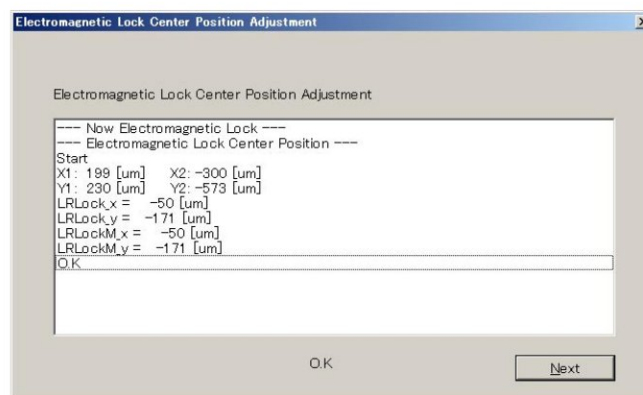 Electromagnetic Lock Center Position Adjustment
Electromagnetic Lock Center Position Adjustment
--- Now Electromagnetic Lock ---
--- Electromagnetic Lock Center Position ---
Start
X1: 199 [um] X2: -300 [um]
Y1: 230 [um] Y2: -573 [um]
LRLock_x = -50 [um]
LRLock_y = -171 [um]
LRLockM_x = -50 [um]
LRLockM_y = -171 [um]
O.K
O.K
Next